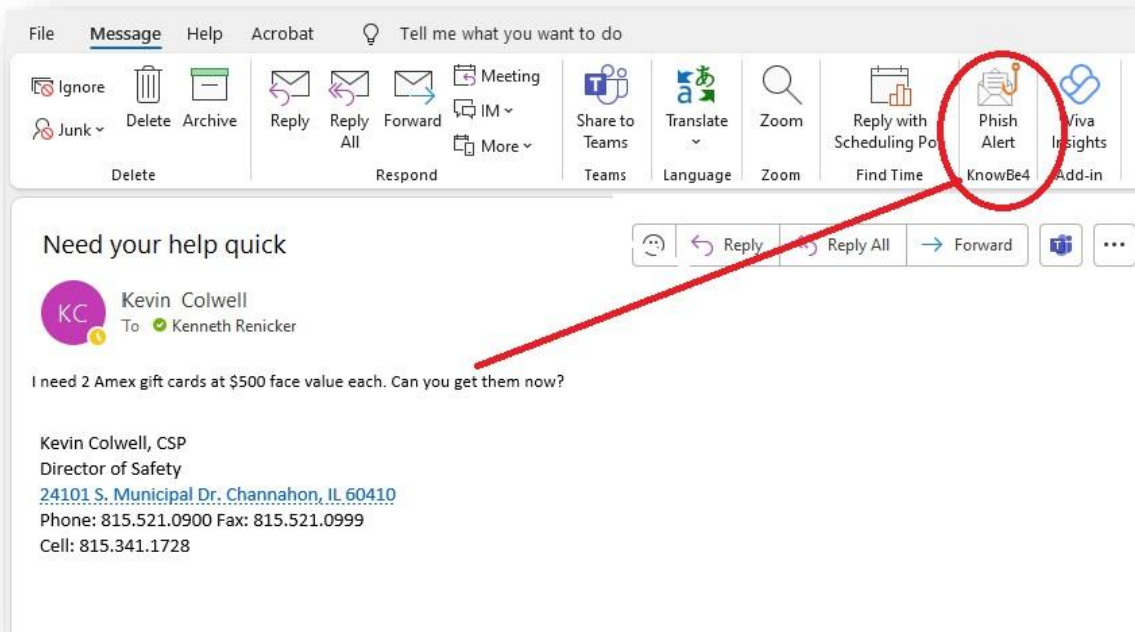 File Message Help Acrobat Tell me what you want to do
Ignore
Junk
Delete
Archive
Delete
Reply
Reply All
Forward
Meeting
IM
More
Respond
Share to Teams
Teams
Translate
Language
Zoom
Zoom
Reply with
Scheduling Po
Find Time
Phish
Alert
KnowBe4
Viva
Insights
Add-in
Need your help quick
Reply Reply All Forward
KC
Kevin Colwell
To Kenneth Renicker
I need 2 Amex gift cards at $500 face value each. Can you get them now?
Kevin Colwell, CSP
Director of Safety
24101 S. Municipal Dr. Channahon, IL 60410
Phone: 815.521.0900 Fax: 815.521.0999
Cell: 815.341.1728